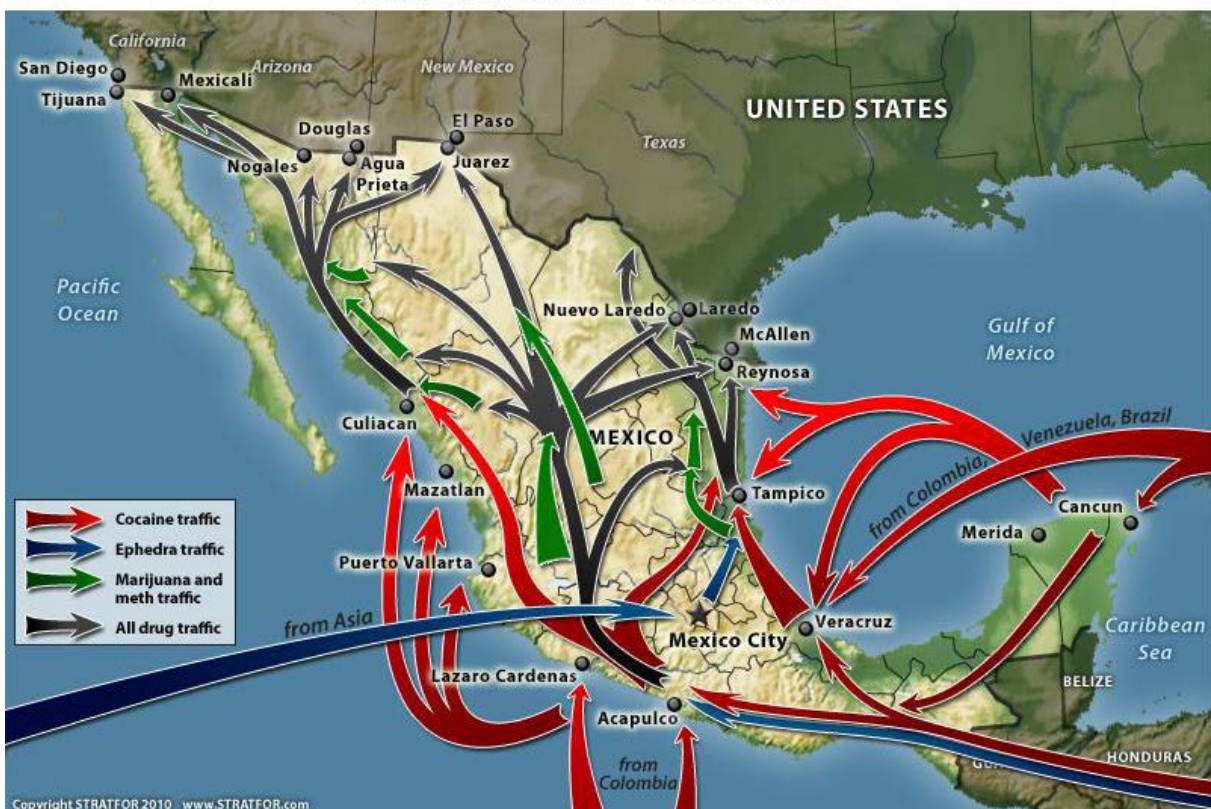 California
San Diego
Mexicali
Arizona
New Mexico
Tijuana
UNITED STATES
Douglas
El Paso
Texas
Nogales
Agua
Prieta
Juarez
Pacific
Ocean
Nuevo Laredo
Laredo
McAllen
Reynosa
Gulf of
Mexico
Culiacan
MEXICO
from Colombia, Venezuela, Brazil
Mazatlan
Tampico
Cancun
Merida
Cocaine traffic
Ephedra traffic
Marijuana and
meth traffic
All drug traffic
Puerto Vallarta
from Asia
Mexico City
Veracruz
Caribbean
Sea
Lazaro Cardenas
BELIZE
Acapulco
from
Colombia
HONDURAS
Copyright STRATFOR 2010 www.STRATFOR.com